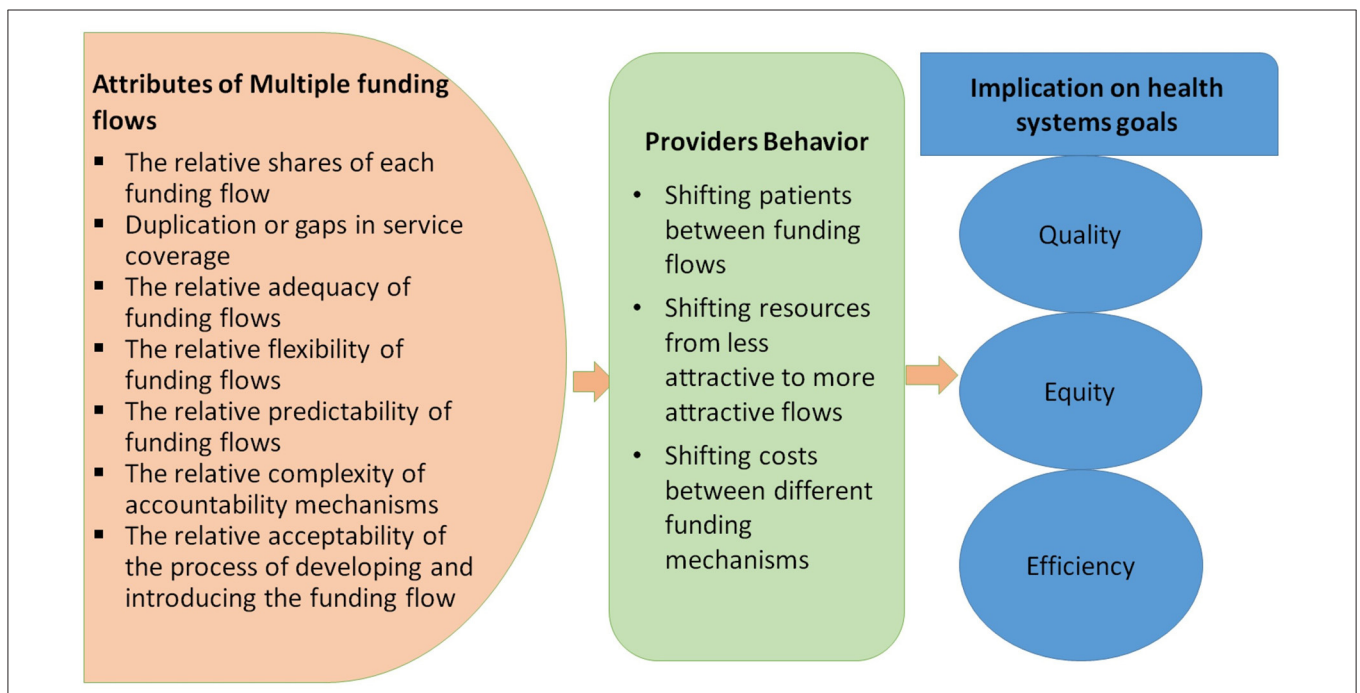 Attributes of Multiple funding
flows
▪ The relative shares of each
funding flow
▪ Duplication or gaps in service
coverage
▪ The relative adequacy of
funding flows
▪ The relative flexibility of
funding flows
▪ The relative predictability of
funding flows
▪ The relative complexity of
accountability mechanisms
▪ The relative acceptability of
the process of developing and
introducing the funding flow
Providers Behavior
• Shifting patients
between funding
flows
• Shifting resources
from less
attractive to more
attractive flows
• Shifting costs
between different
funding
mechanisms
Implication on health
systems goals
Quality
Equity
Efficiency